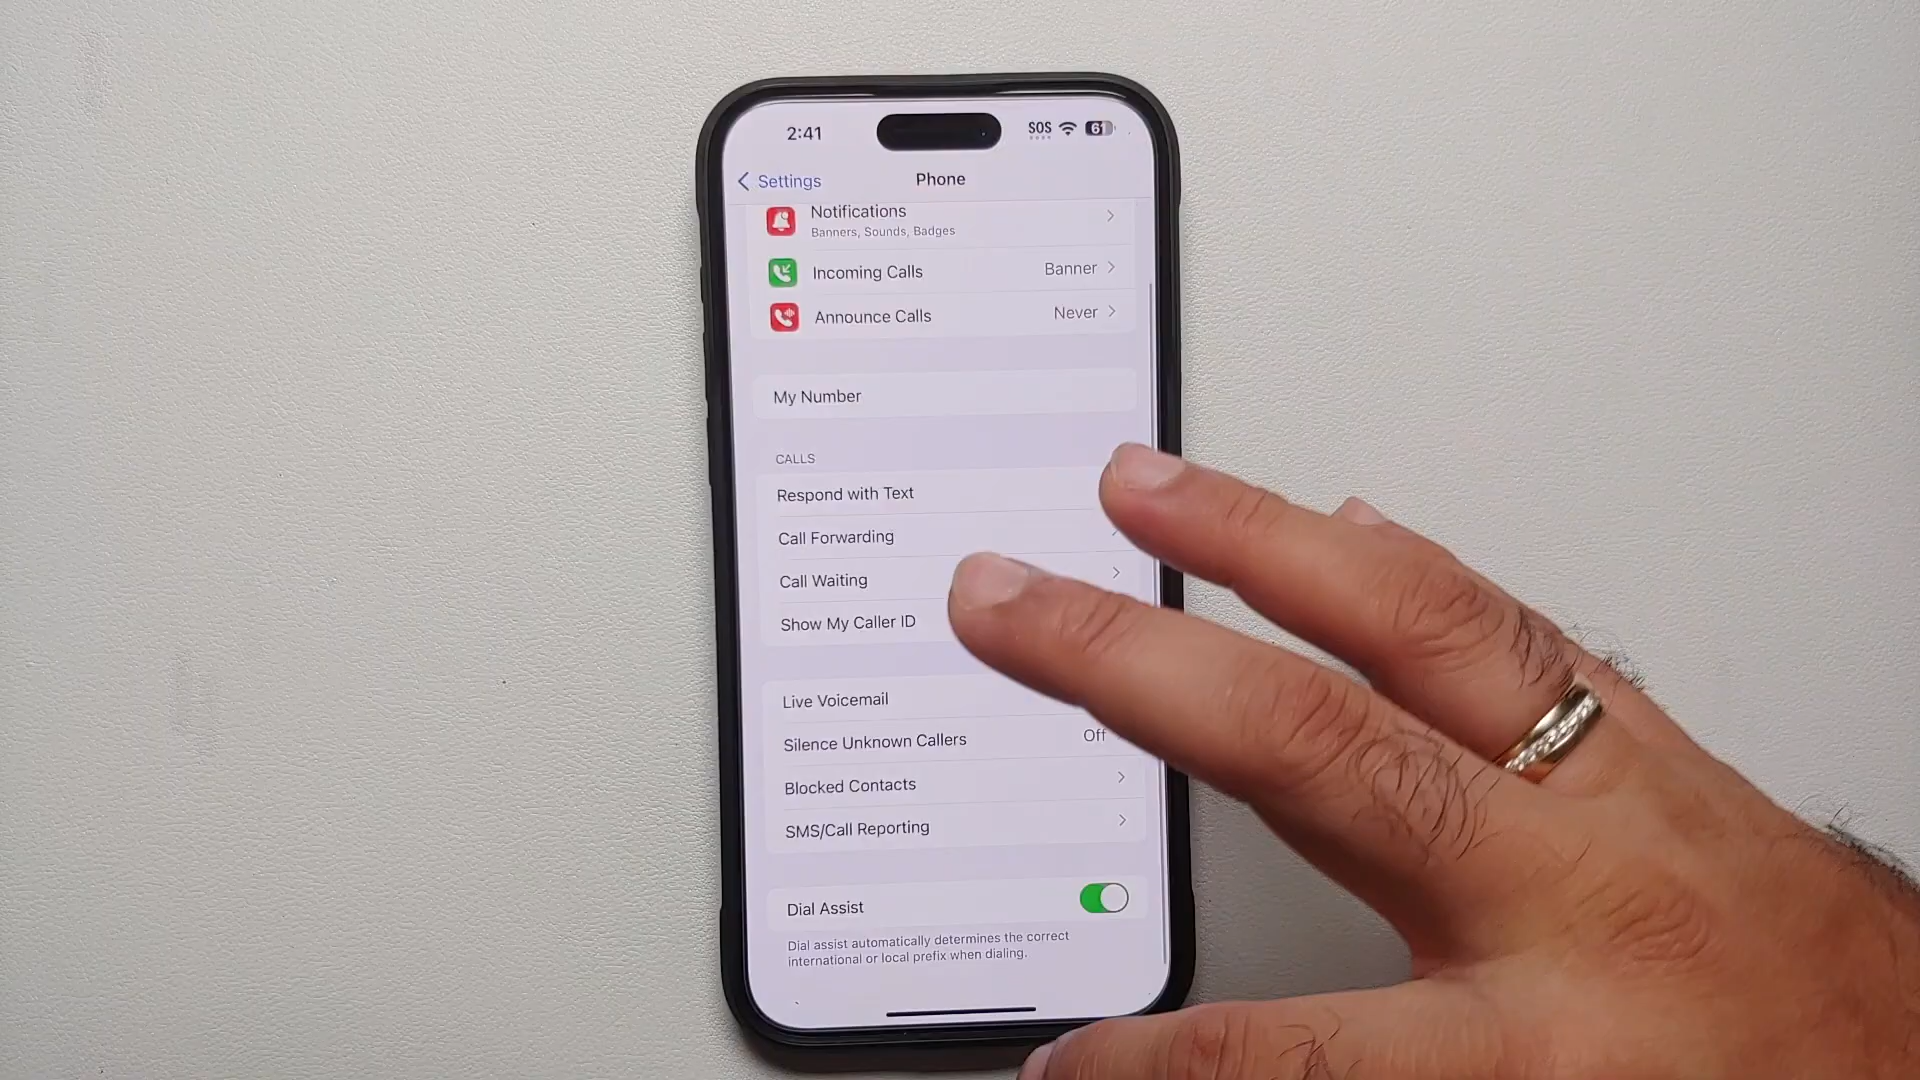 2:41
SOS
61
Settings
Phone
Notifications
Banners, Sounds, Badges
Incoming Calls Banner
Announce Calls Never
My Number
CALLS
Respond with Text
Call Forwarding
Call Waiting
Show My Caller ID
Live Voicemail
Silence Unknown Callers Off
Blocked Contacts
SMS/Call Reporting
Dial Assist
Dial assist automatically determines the correct
international or local prefix when dialing.